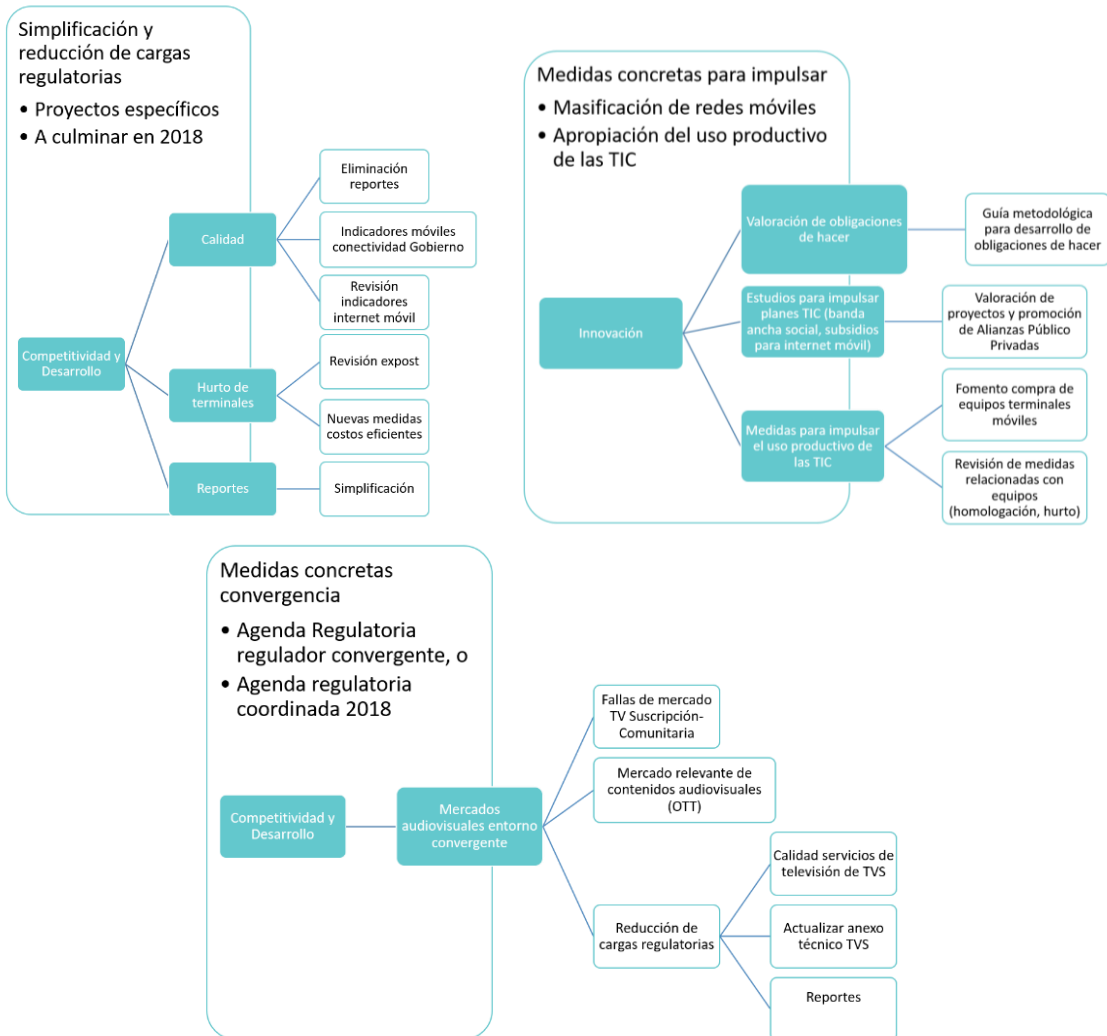 Simplificación y
reducción de cargas
regulatorias
• Proyectos específicos
• A culminar en 2018
Competitividad y
Desarrollo
Calidad
Eliminación
reportes
Indicadores móviles
conectividad Gobierno
Revisión
indicadores
internet móvil
Hurto de
terminales
Revisión expost
Nuevas medidas
costos eficientes
Reportes
Simplificación
Medidas concretas para impulsar
• Masificación de redes móviles
• Apropiación del uso productivo
de las TIC
Innovación
Valoración de obligaciones
de hacer
Guía metodológica
para desarrollo de
obligaciones de hacer
Estudios para impulsar
planes TIC (banda
ancha social, subsidios
para internet móvil)
Valoración de
proyectos y promoción
de Alianzas Público
Privadas
Medidas para impulsar
el uso productivo de
las TIC
Fomento compra de
equipos terminales
móviles
Revisión de medidas
relacionadas con
equipos
(homologación, hurto)
Medidas concretas
convergencia
• Agenda Regulatoria
regulador convergente, o
• Agenda regulatoria
coordinada 2018
Competitividad y
Desarrollo
Mercados
audiovisuales entorno
convergente
Fallas de mercado
TV Suscripción-
Comunitaria
Mercado relevante de
contenidos audiovisuales
(OTT)
Reducción de
cargas regulatorias
Calidad servicios de
televisión de TVS
Actualizar anexo
técnico TVS
Reportes